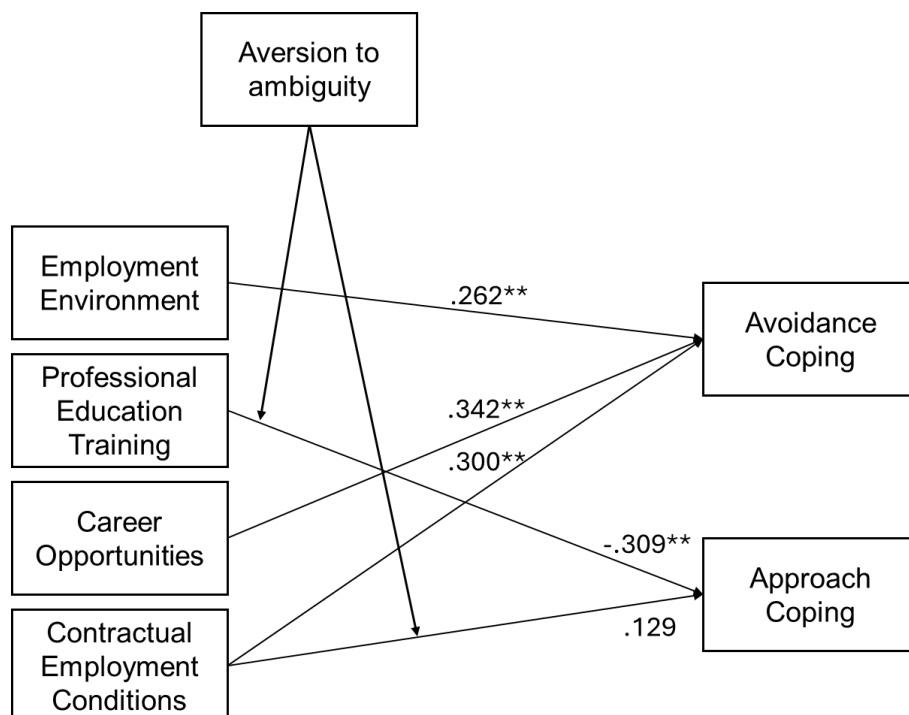 Aversion to
ambiguity
Employment
Environment
.262**
Avoidance
Coping
Professional
Education
Training
.342**
.300**
Career
Opportunities
-.309**
Approach
Coping
Contractual
Employment
Conditions
.129